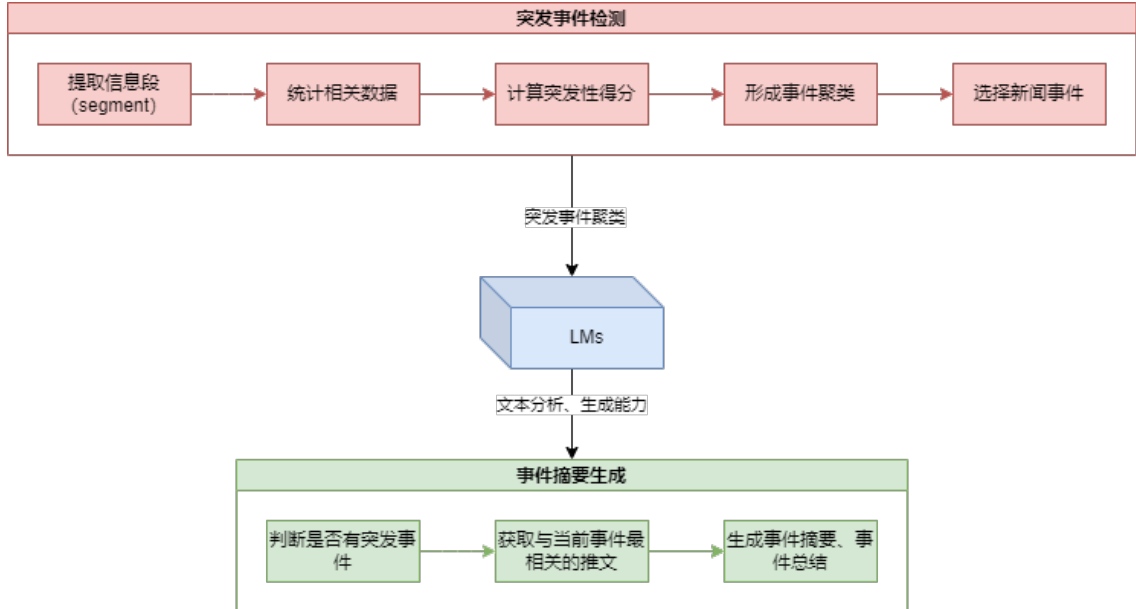 突发事件检测
提取信息段
(segment)
统计相关数据
计算突发性得分
形成事件聚类
选择新闻事件
突发事件聚类
LMs
文本分析、生成能力
事件摘要生成
判断是否有突发事
件
获取与当前事件最
相关的推文
生成事件摘要、事
件总结